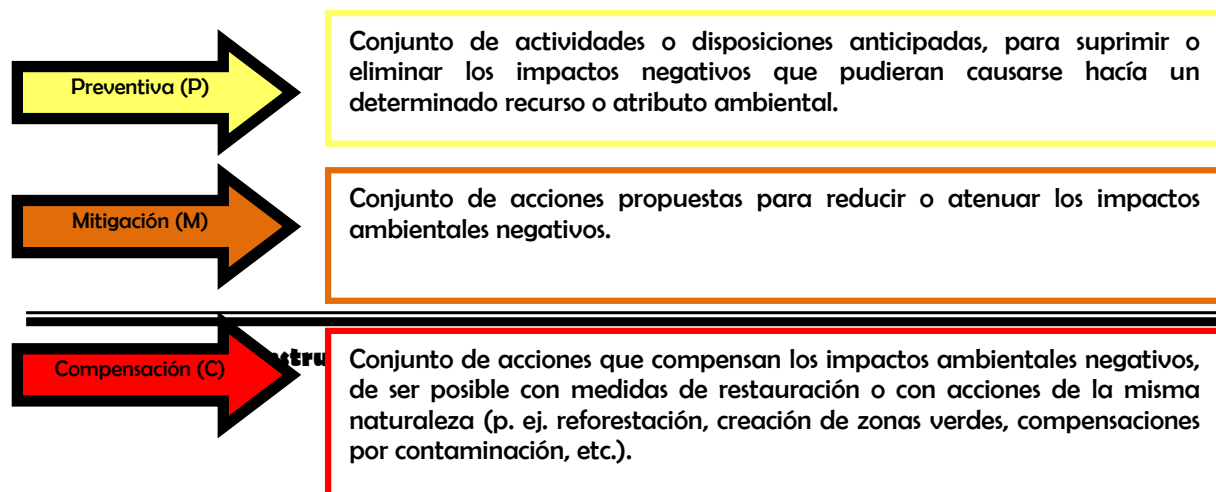 Preventiva (P)
Conjunto de actividades o disposiciones anticipadas, para suprimir o
eliminar los impactos negativos que pudieran causarse hacía un
determinado recurso o atributo ambiental.
Mitigación (M)
Conjunto de acciones propuestas para reducir o atenuar los impactos
ambientales negativos.
Compensación (C)
Conjunto de acciones que compensan los impactos ambientales negativos,
de ser posible con medidas de restauración o con acciones de la misma
naturaleza (p. ej. reforestación, creación de zonas verdes, compensaciones
por contaminación, etc.).